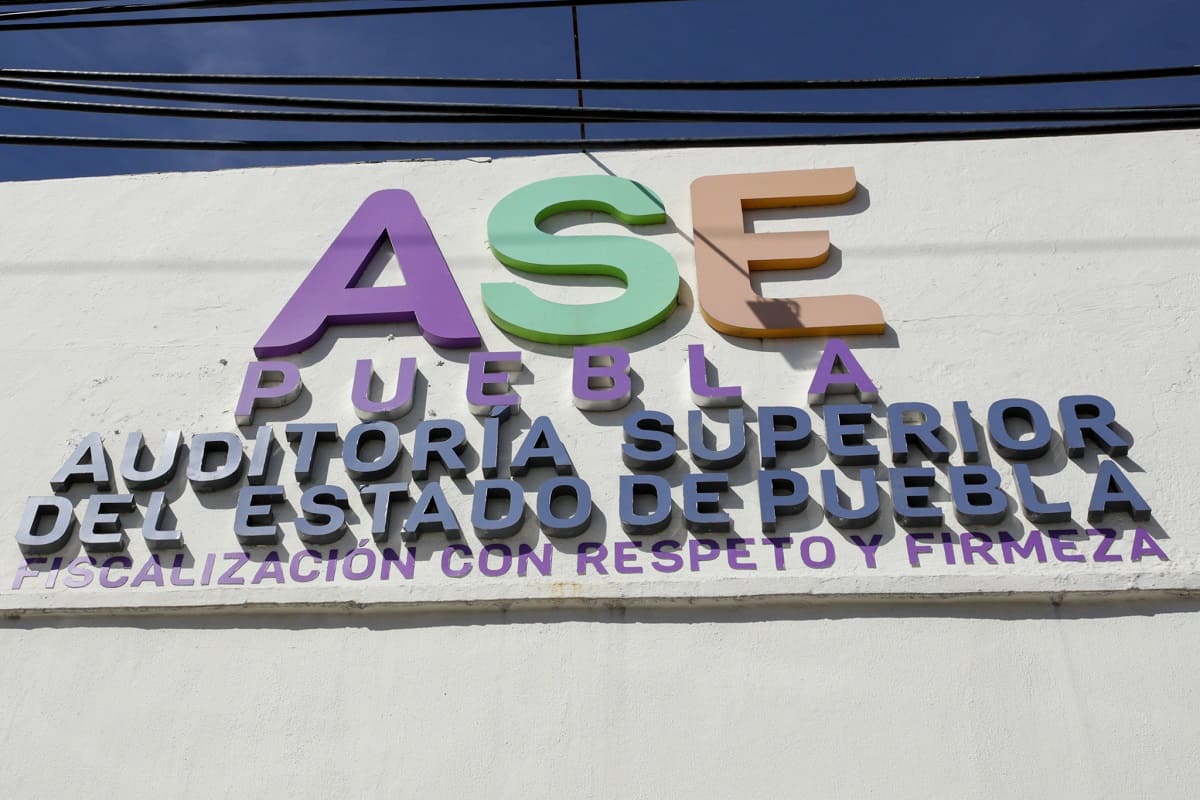 ASE
PUEBLA
AUDITORÍA SUPERIOR
DEL ESTADO DE PUEBLA
FISCALIZACIÓN CON RESPETO Y FIRMEZA